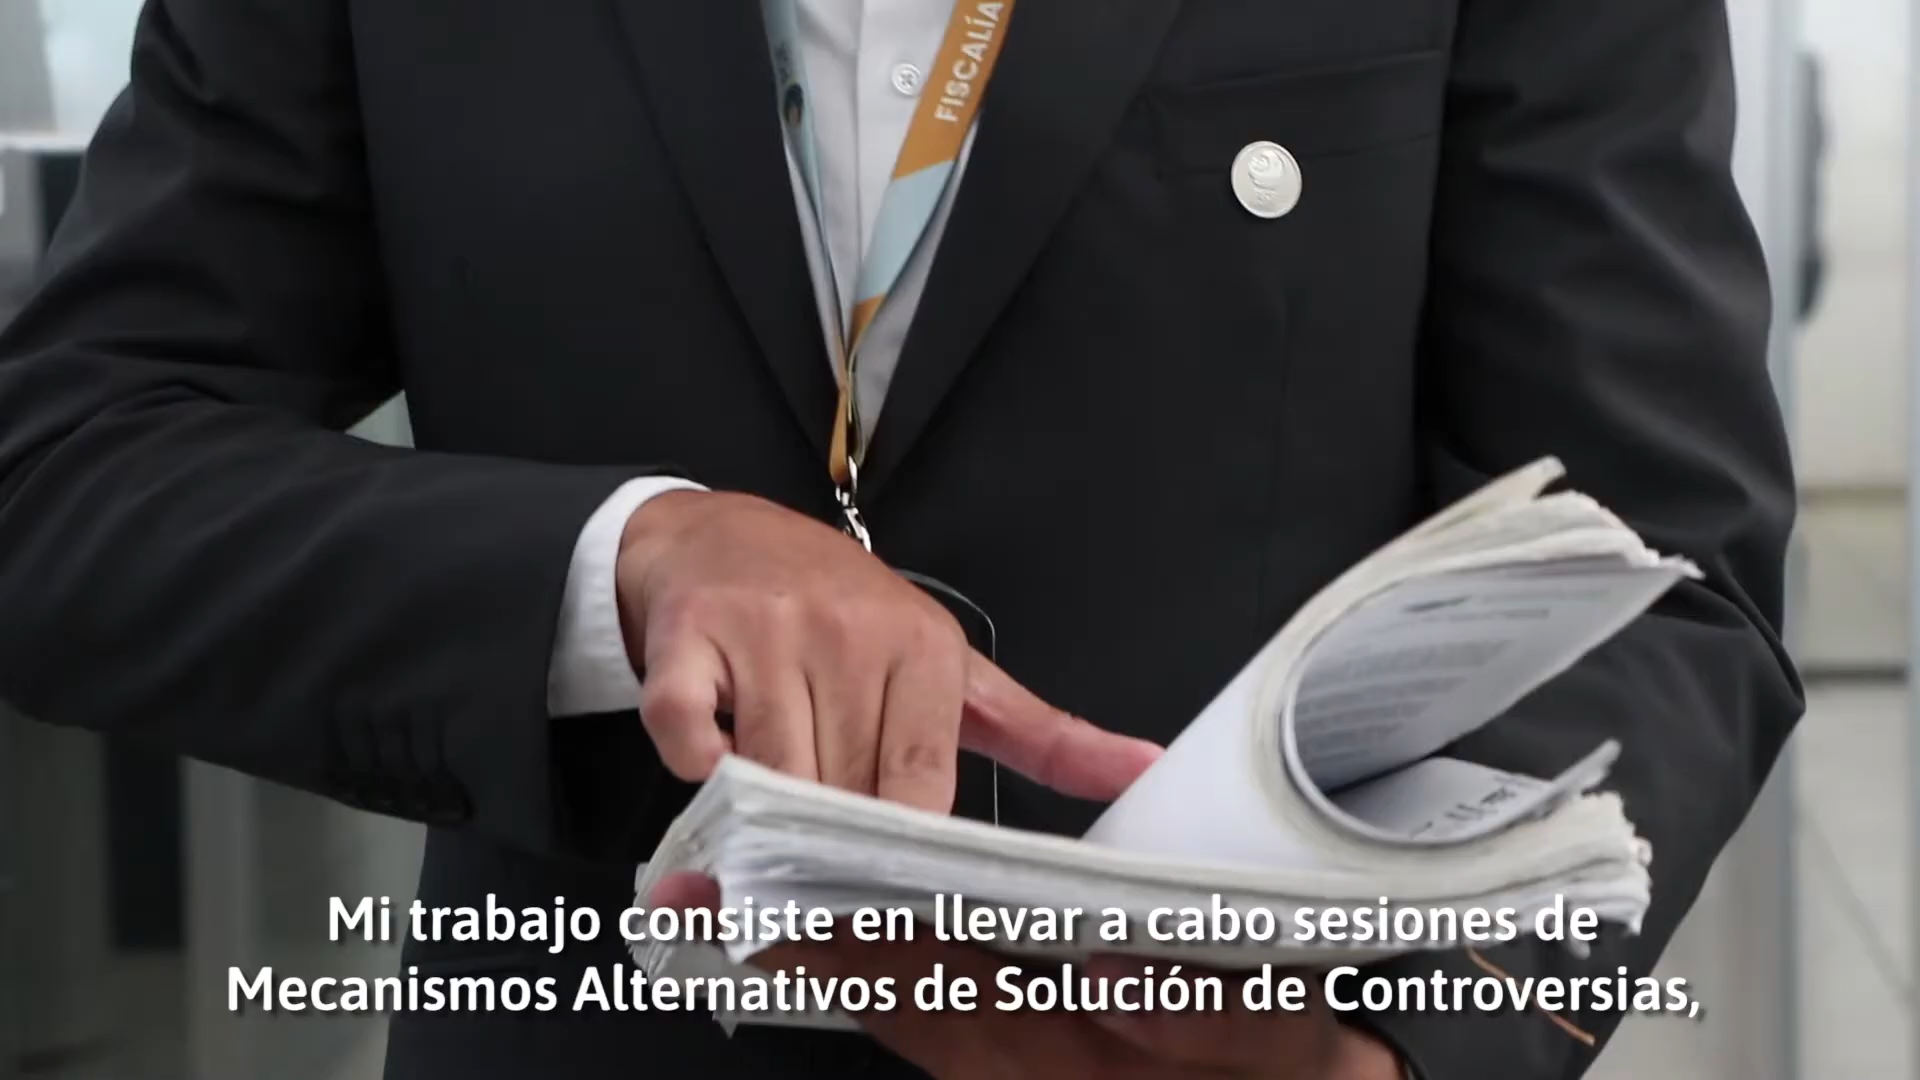 FISCALÍA
Mi trabajo consiste en llevar a cabo sesiones de
Mecanismos Alternativos de Solución de Controversias,